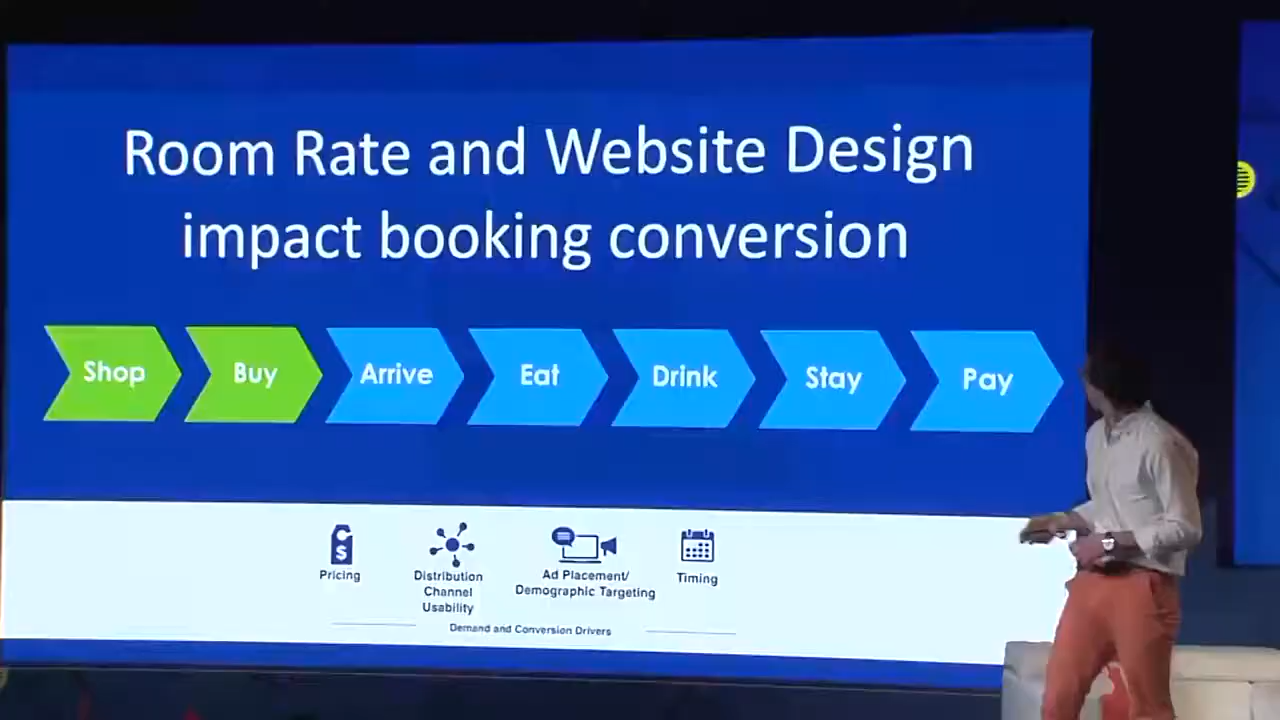 Room Rate and Website Design
impact booking conversion
Shop Buy Arrive Eat Drink Stay Pay
$
Pricing
Distribution
Channel
Usability
Ad Placement/
Demographic Targeting
Timing
Demand and Conversion Drivers